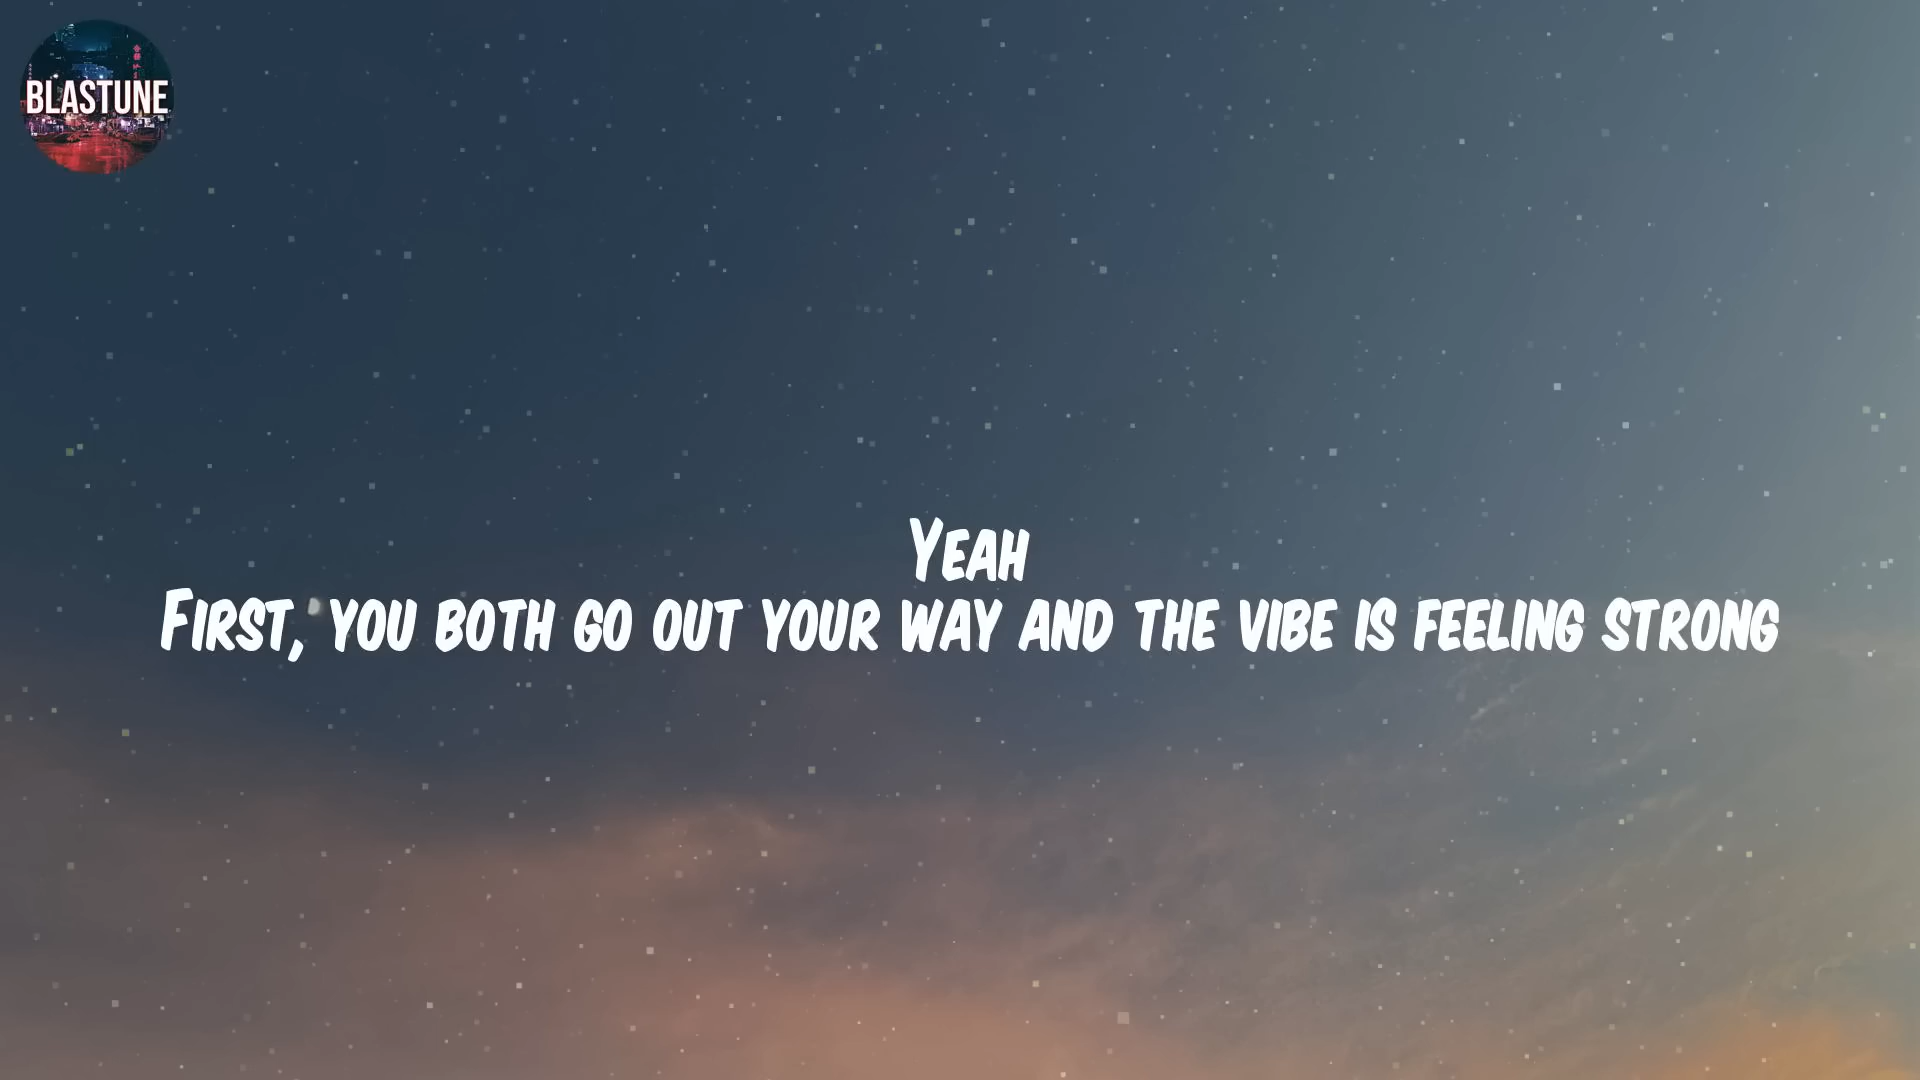 BLASTUNE
Yeah
First, you both go out your way and the vibe is feeling strong